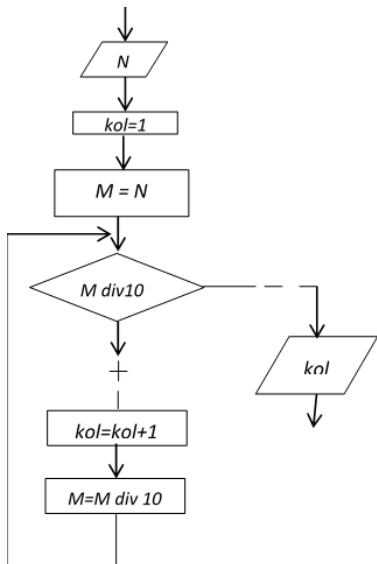 N
kol=1
M = N
M div10
—
kol
+
kol=kol+1
M=M div 10